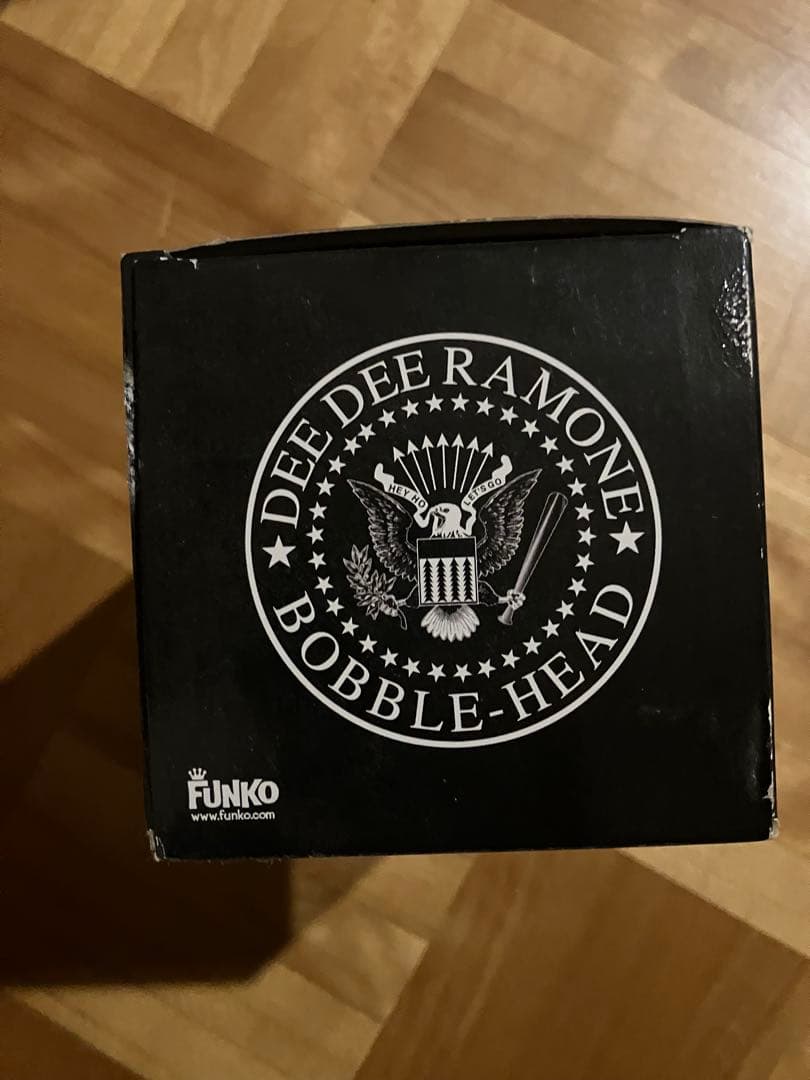 DEE DEE RAMONE
HEY HO LET'S GO
BOBBLE-HEAD
FUNKO
www.funko.com